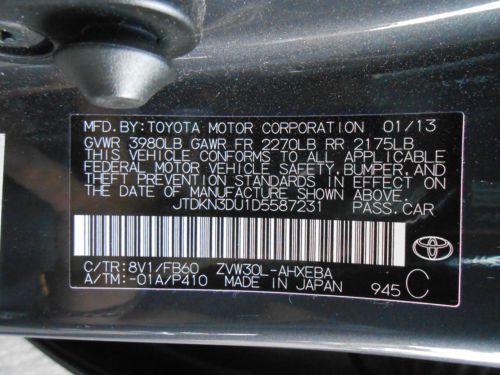 MFD. BY: TOYOTA MOTOR CORPORATION 01/13
GVWR 3980LB GAWR FR 2270LB RR 2175LB
THIS VEHICLE CONFORMS TO ALL APPLICABLE
FEDERAL MOTOR VEHICLE SAFETY, BUMPER, AND
THEFT PREVENTION STANDARDS IN EFFECT ON
THE DATE OF MANUFACTURE SHOWN ABOVE.
JTDKN3DU1D5587231 PASS. CAR
C/TR: 8V1/FB60 ZVW30L-AHXEBA
A/TM: -01A/P410 MADE IN JAPAN 945 C